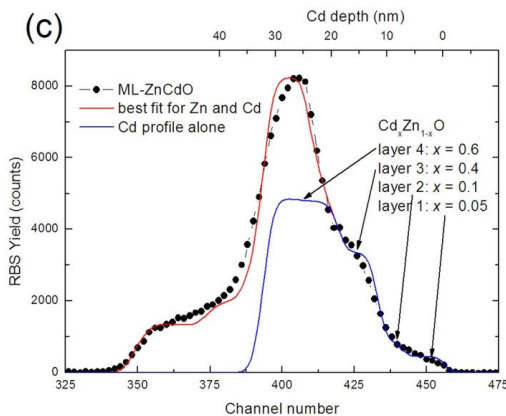 (c)
Cd depth (nm)
40 30 20 10 0
8000
6000
4000
2000
0
RBS Yield (counts)
ML-ZnCdO
best fit for Zn and Cd
Cd profile alone
CdxZn1-xO
layer 4: x = 0.6
layer 3: x = 0.4
layer 2: x = 0.1
layer 1: x = 0.05
325 350 375 400 425 450 475
Channel number